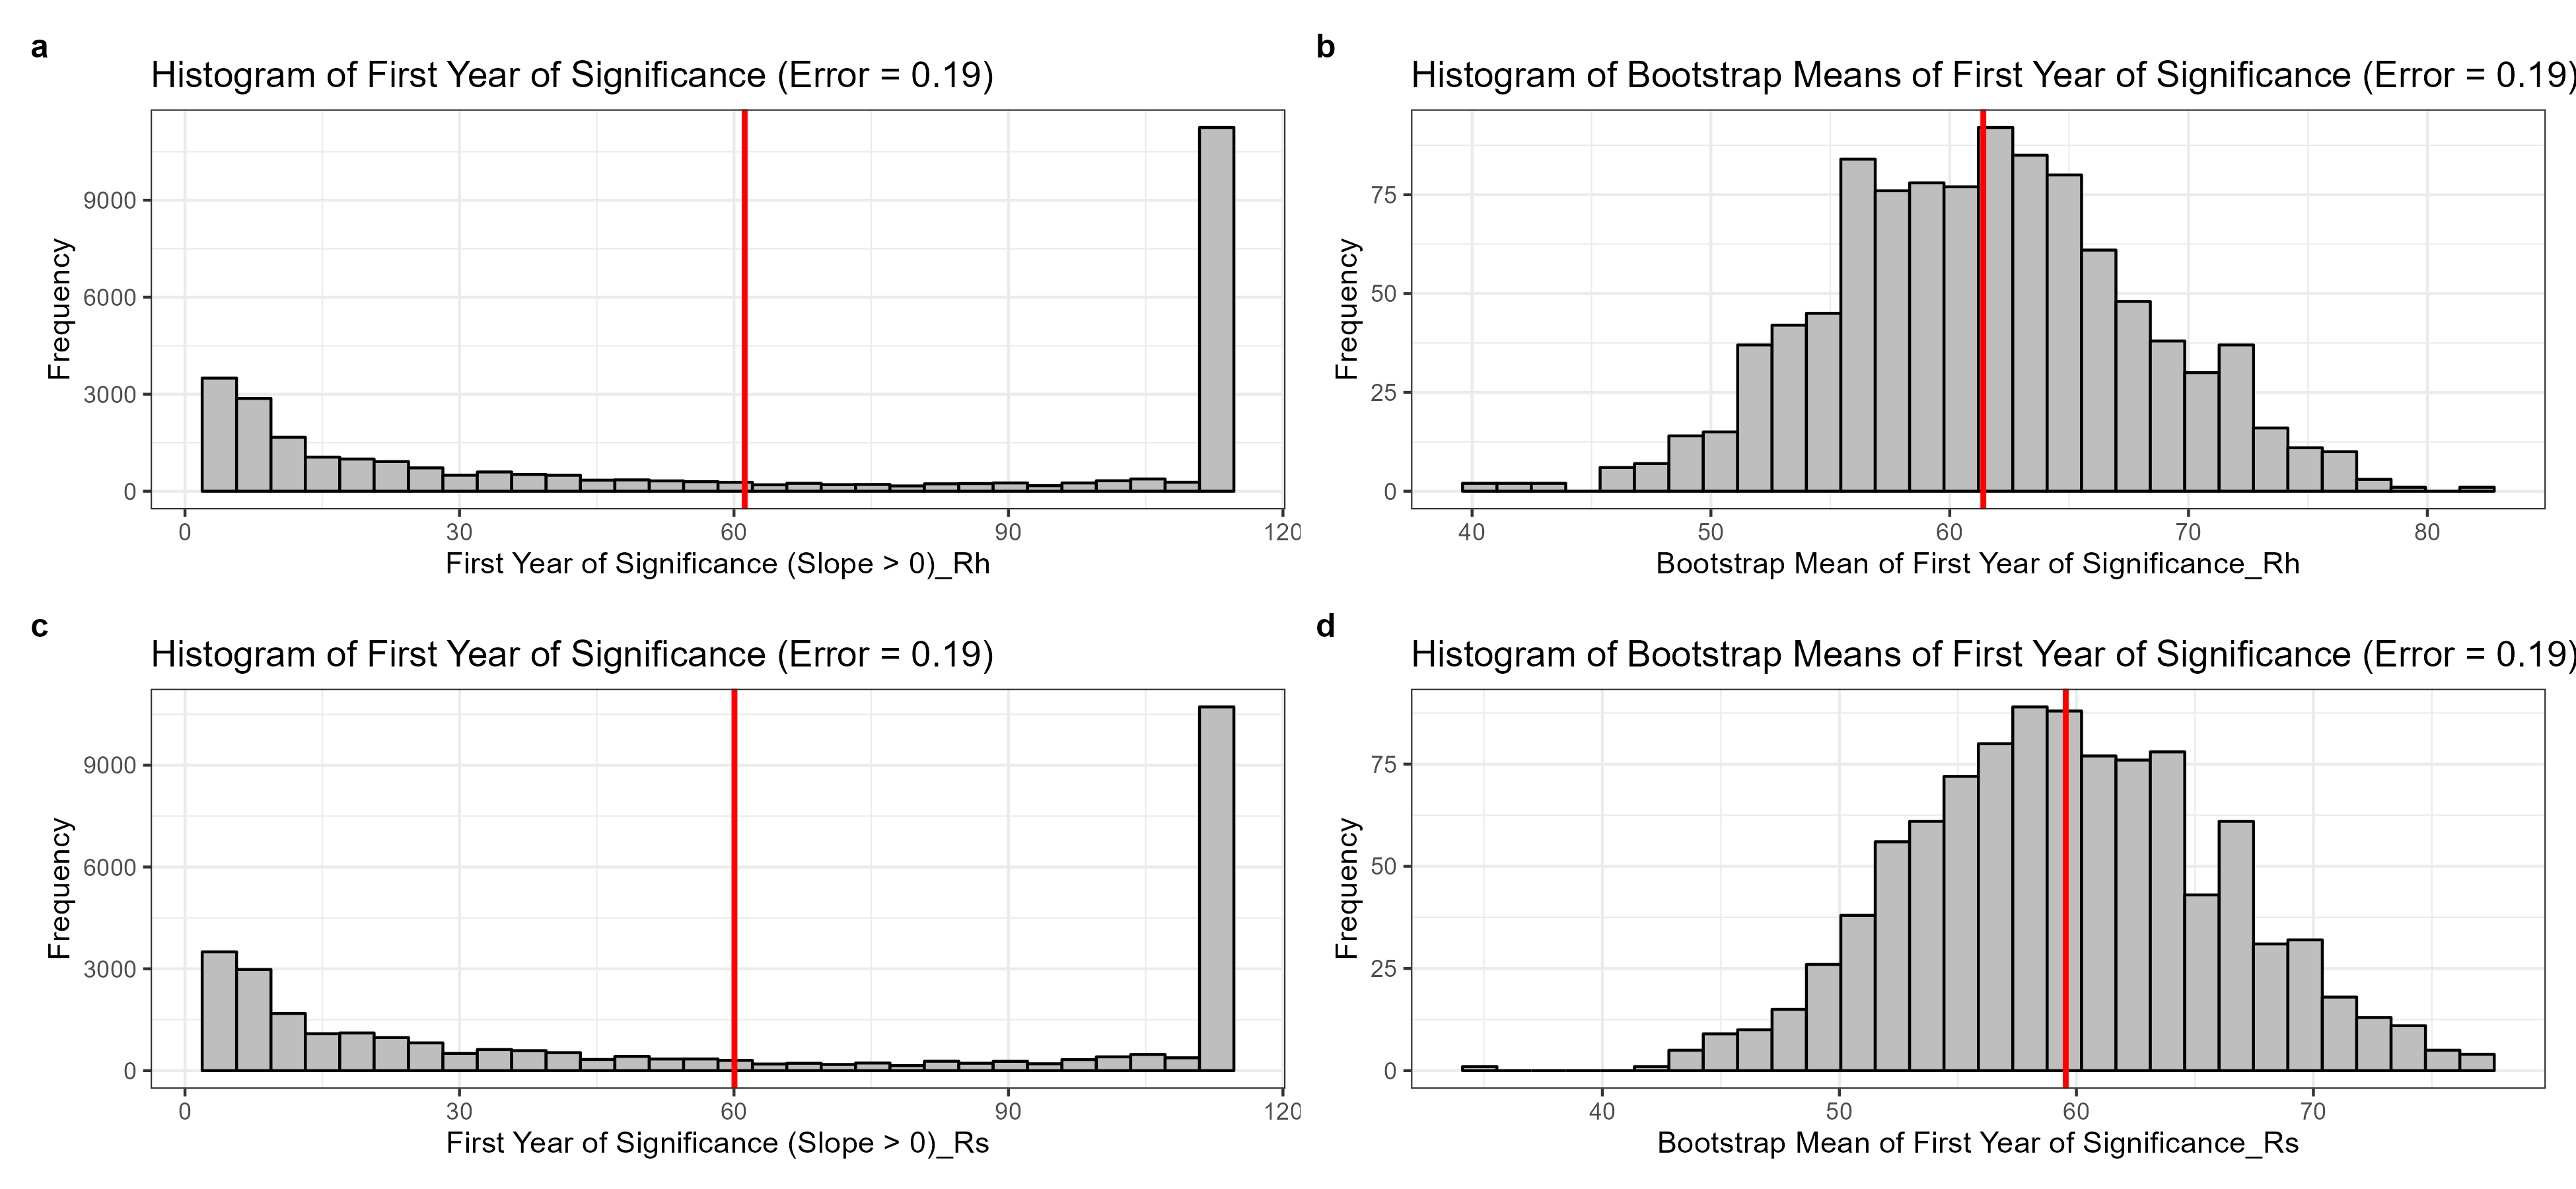 a
Histogram of First Year of Significance (Error = 0.19)
Frequency
9000
6000
3000
0
0 30 60 90 120
First Year of Significance (Slope > 0)_Rh
b
Histogram of Bootstrap Means of First Year of Significance (Error = 0.19)
Frequency
75
50
25
0
40 50 60 70 80
Bootstrap Mean of First Year of Significance_Rh
c
Histogram of First Year of Significance (Error = 0.19)
Frequency
9000
6000
3000
0
0 30 60 90 120
First Year of Significance (Slope > 0)_Rs
d
Histogram of Bootstrap Means of First Year of Significance (Error = 0.19)
Frequency
75
50
25
0
40 50 60 70
Bootstrap Mean of First Year of Significance_Rs